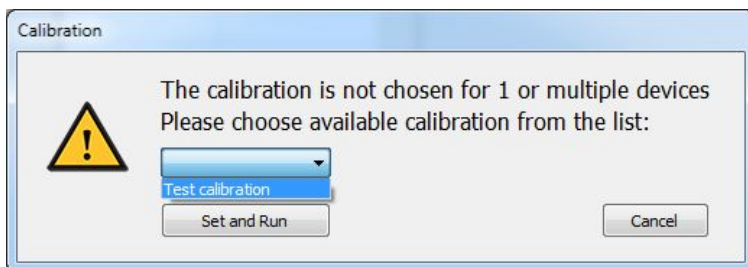 Calibration
The calibration is not chosen for 1 or multiple devices
Please choose available calibration from the list:
Test calibration
Set and Run
Cancel